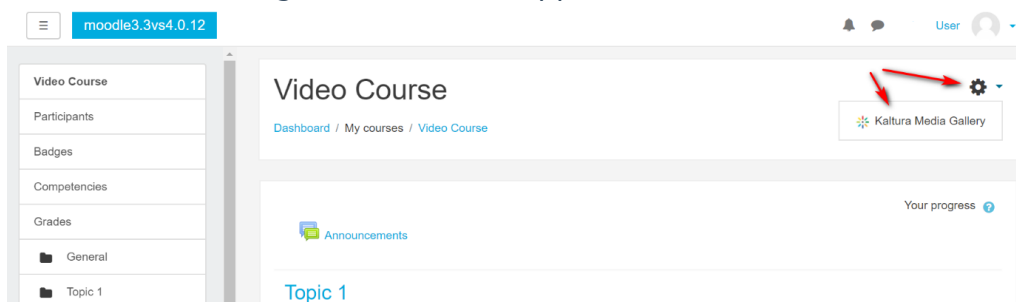 moodle3.3vs4.0.12
User
Video Course
Participants
Badges
Competencies
Grades
General
Topic 1
Video Course
Dashboard / My courses / Video Course
Kaltura Media Gallery
Your progress
Announcements
Topic 1